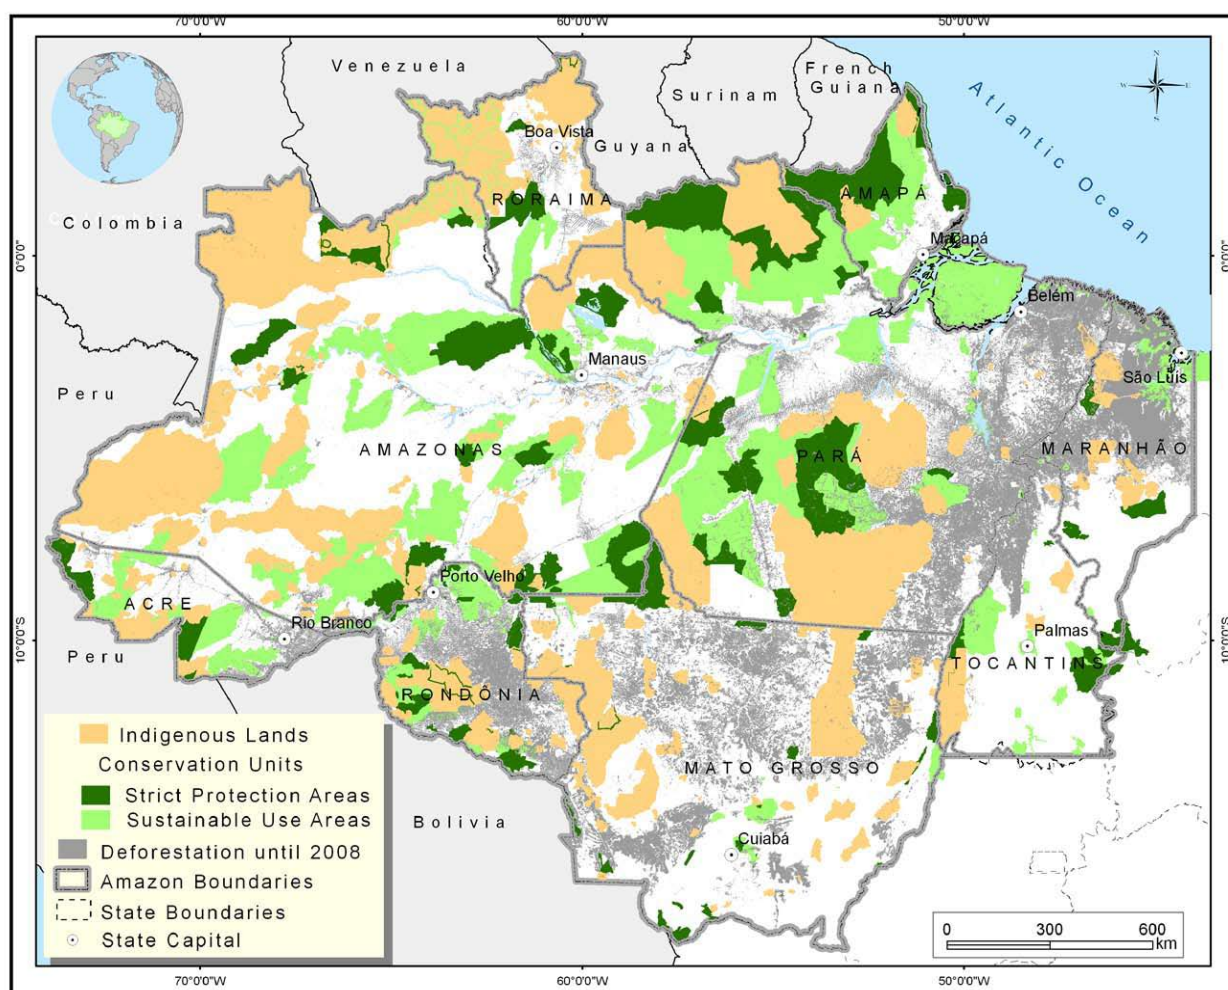 70°0'0"W
60°0'0"W
50°0'0"W
Venezuela
French
Guiana
Surinam
Guyana
Atlantic Ocean
N
W
E
S
Boa Vista
RORAIMA
AMAPÁ
Colombia
0°0'0"
0°0'0"
Macapá
Belém
Manaus
São Luís
Peru
AMAZONAS
PARÁ
MARANHÃO
Porto Velho
ACRE
Rio Branco
Palmas
10°0'0"S
10°0'0"S
Peru
TOCANTINS
RONDÔNIA
MATO GROSSO
Bolivia
Cuiabá
Indigenous Lands
Conservation Units
Strict Protection Areas
Sustainable Use Areas
Deforestation until 2008
Amazon Boundaries
State Boundaries
State Capital
0 300 600
km
70°0'0"W
60°0'0"W
50°0'0"W